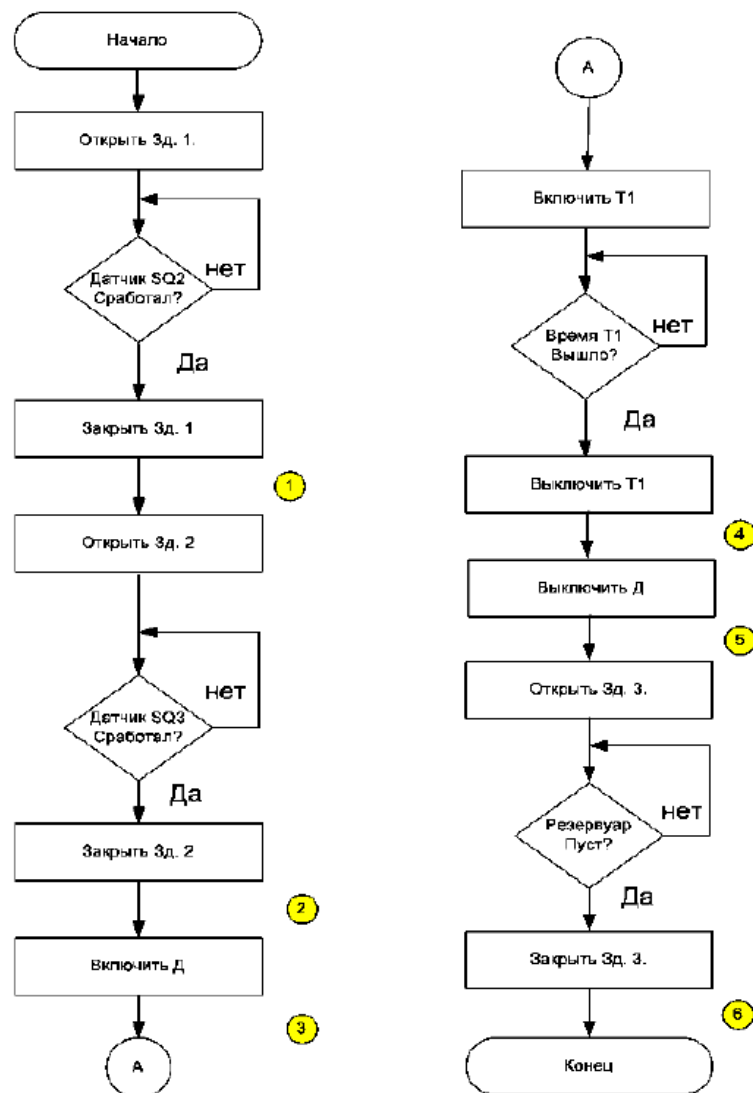 Начало
Открыть Зд. 1.
Датчик SQ2
Сработал?
нет
Да
Закрыть Зд. 1
1
Открыть Зд. 2
Датчик SQ3
Сработал?
нет
Да
Закрыть Зд. 2
2
Включить Д
3
А
А
Включить Т1
Время Т1
Вышло?
нет
Да
Выключить Т1
4
Выключить Д
5
Открыть Зд. 3.
Резервуар
Пуст?
нет
Да
Закрыть Зд. 3.
6
Конец